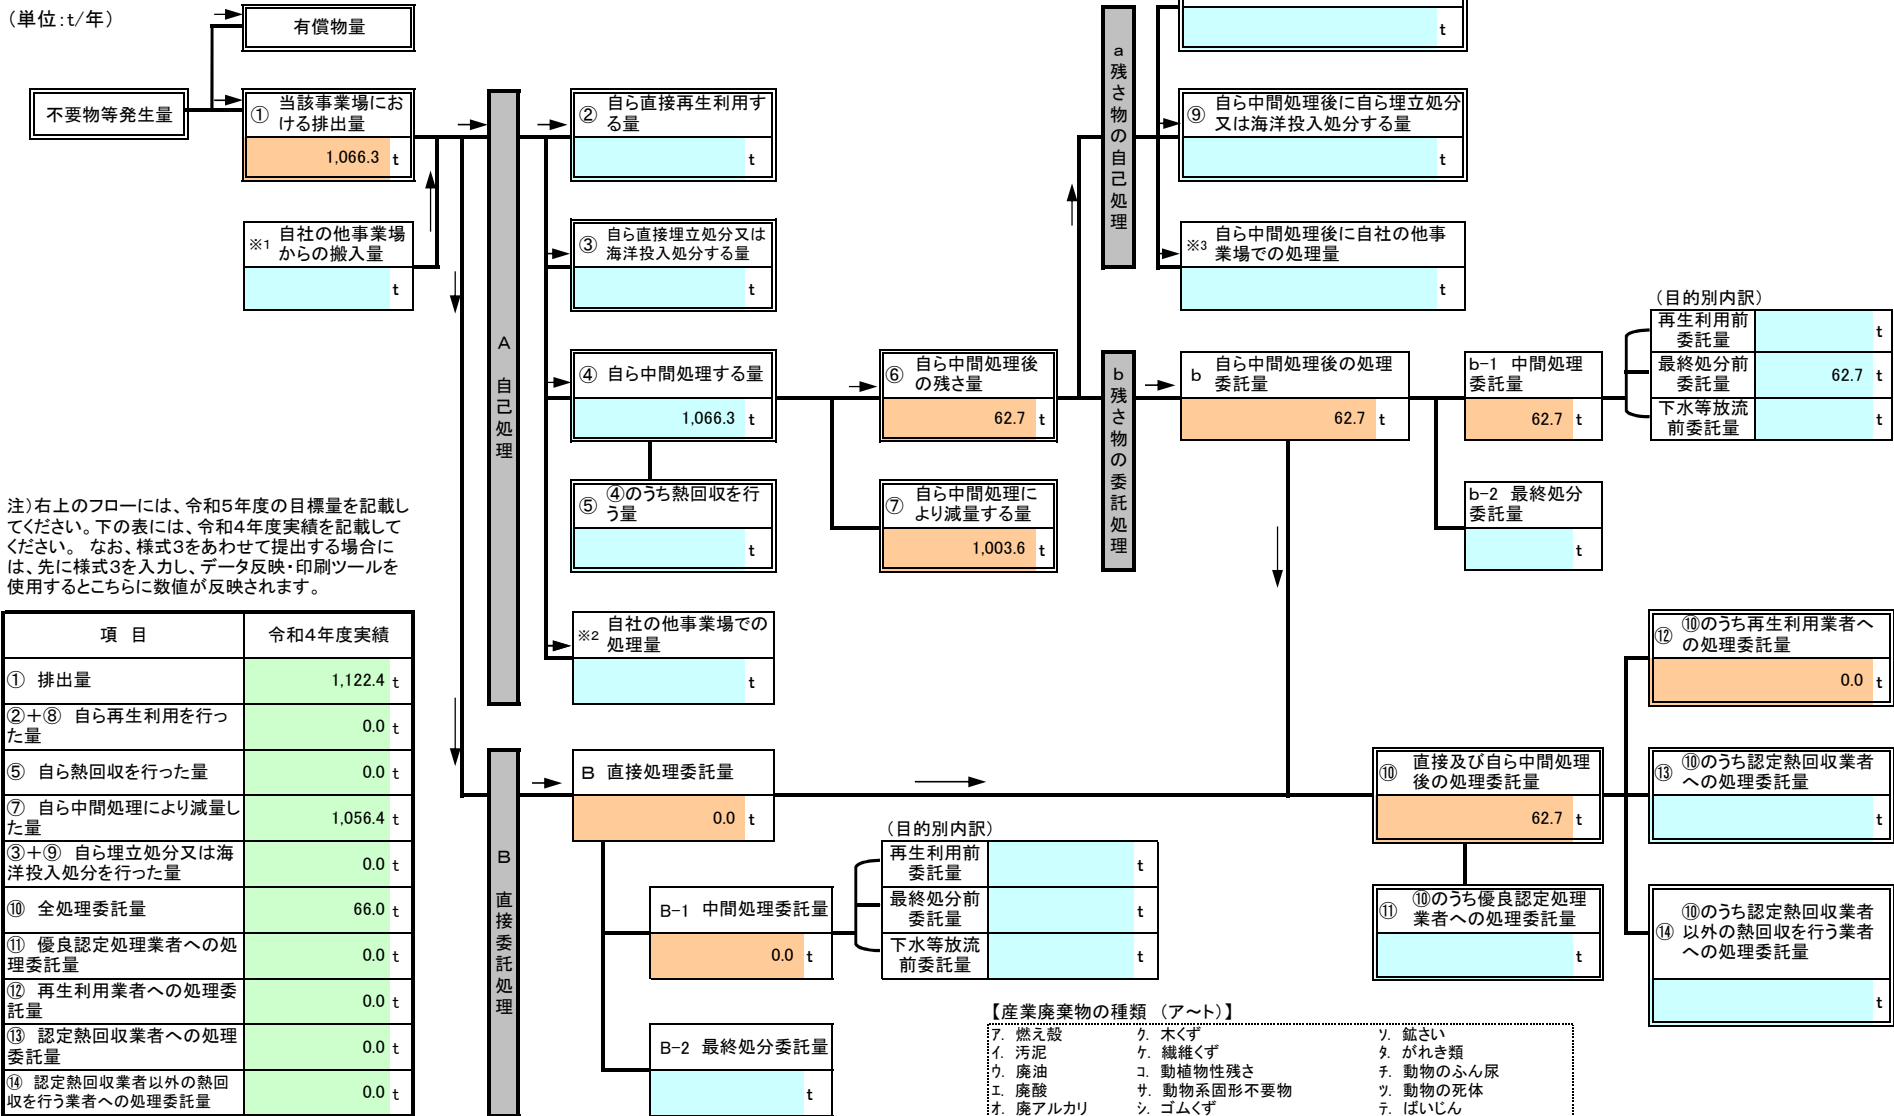 (単位:t/年)
有償物量
不要物等発生量
① 当該事業場にお
ける排出量
1,066.3 t
※1 自社の他事業場
からの搬入量
t
A 自己処理
② 自ら直接再生利用す
る量
t
③ 自ら直接埋立処分又は
海洋投入処分する量
t
④ 自ら中間処理する量
1,066.3 t
⑤ ④のうち熱回収を行
う量
t
※2 自社の他事業場での
処理量
t
⑥ 自ら中間処理後
の残さ量
62.7 t
⑦ 自ら中間処理に
より減量する量
1,003.6 t
a 残さ物の自己処理
t
⑨ 自ら中間処理後に自ら埋立処分
又は海洋投入処分する量
t
※3 自ら中間処理後に自社の他事
業場での処理量
t
b 残さ物の委託処理
b 自ら中間処理後の処理
委託量
62.7 t
b-1 中間処理
委託量
62.7 t
(目的別内訳)
再生利用前
委託量
t
最終処分前
委託量
62.7 t
下水等放流
前委託量
t
b-2 最終処分
委託量
t
注)右上のフローには、令和5年度の目標量を記載し
てください。下の表には、令和4年度実績を記載して
ください。 なお、様式3をあわせて提出する場合に
は、先に様式3を入力し、データ反映・印刷ツールを
使用するとこちらに数値が反映されます。
項 目 令和4年度実績
① 排出量 1,122.4 t
②+⑧ 自ら再生利用を行っ
た量 0.0 t
⑤ 自ら熱回収を行った量 0.0 t
⑦ 自ら中間処理により減量し
た量 1,056.4 t
③+⑨ 自ら埋立処分又は海
洋投入処分を行った量 0.0 t
⑩ 全処理委託量 66.0 t
⑪ 優良認定処理業者への処
理委託量 0.0 t
⑫ 再生利用業者への処理委
託量 0.0 t
⑬ 認定熱回収業者への処理
委託量 0.0 t
⑭ 認定熱回収業者以外の熱回
収を行う業者への処理委託量 0.0 t
B 直接委託処理
B 直接処理委託量
0.0 t
B-1 中間処理委託量
0.0 t
(目的別内訳)
再生利用前
委託量
t
最終処分前
委託量
t
下水等放流
前委託量
t
B-2 最終処分委託量
t
⑩ 直接及び自ら中間処理
後の処理委託量
62.7 t
⑪ ⑩のうち優良認定処理
業者への処理委託量
t
⑫ ⑩のうち再生利用業者へ
の処理委託量
0.0 t
⑬ ⑩のうち認定熱回収業者
への処理委託量
t
⑭ ⑩のうち認定熱回収業者
以外の熱回収を行う業者
への処理委託量
t
【産業廃棄物の種類 (ア~ト)】
ア. 燃え殻 ク. 木くず ソ. 鉱さい
イ. 汚泥 ケ. 繊維くず タ. がれき類
ウ. 廃油 コ. 動植物性残さ チ. 動物のふん尿
エ. 廃酸 サ. 動物系固形不要物 ツ. 動物の死体
オ. 廃アルカリ シ. ゴムくず テ. ばいじん